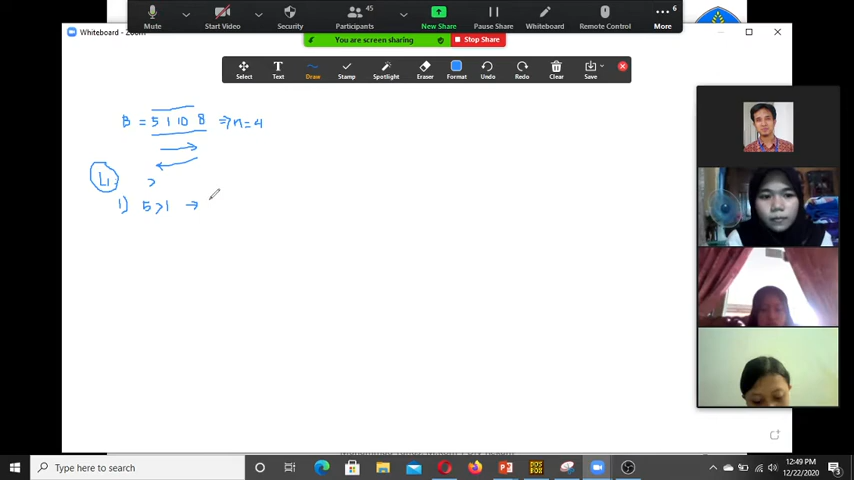 45
6
Mute
Start Video
Security
Participants
New Share
Pause Share
Whiteboard
Remote Control
More
Whiteboard - Zoom
You are screen sharing
Stop Share
Select
Text
Draw
Stamp
Spotlight
Eraser
Format
Undo
Redo
Clear
Save
B = 5 1 10 8 ⇒ n = 4
L1.
>
1) 5 > 1 →
Type here to search
12:49 PM
12/22/2020
3